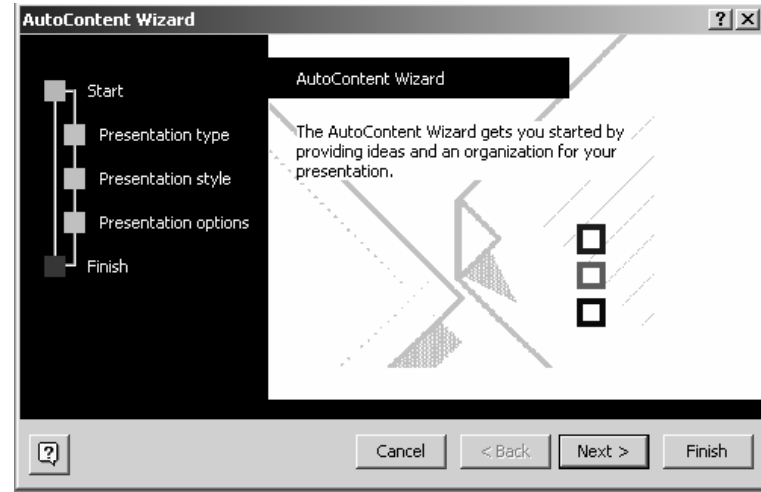 AutoContent Wizard
Start
Presentation type
Presentation style
Presentation options
Finish
AutoContent Wizard
The AutoContent Wizard gets you started by
providing ideas and an organization for your
presentation.
Cancel
< Back
Next >
Finish